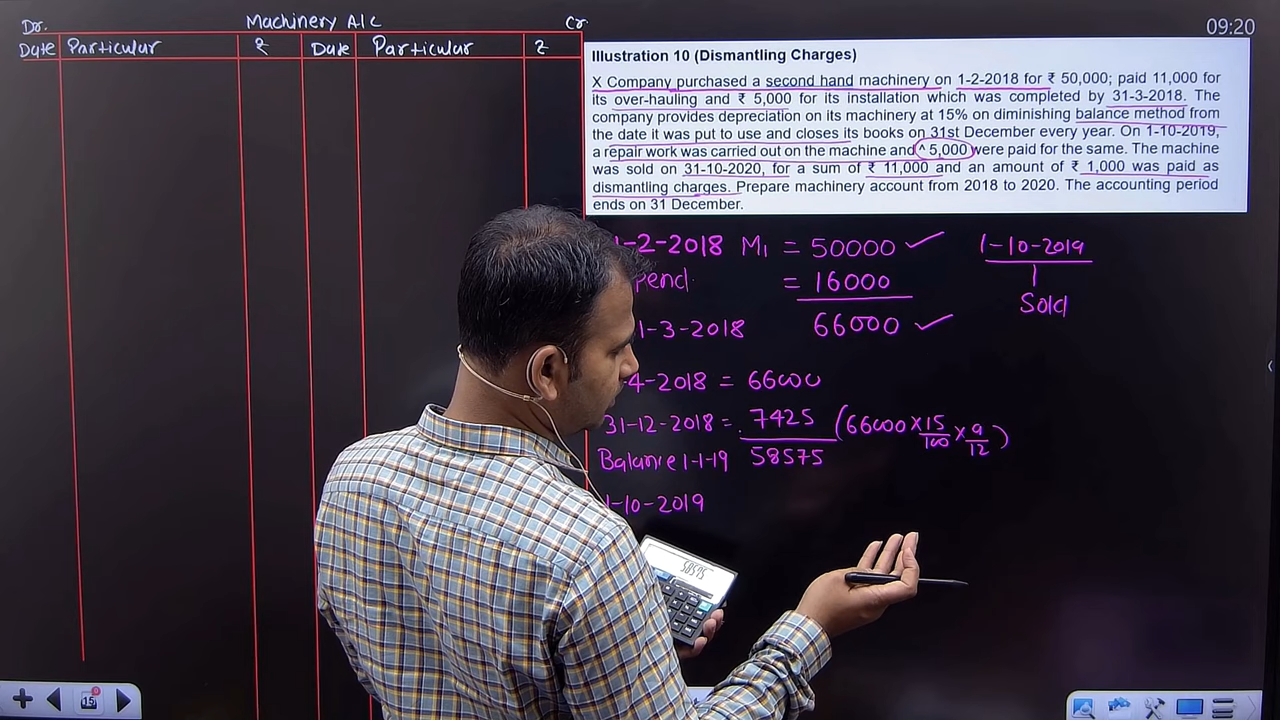 09:20
Dr. Machinery A/c Cr.
Date Particular ₹ Date Particular ₹
Illustration 10 (Dismantling Charges)
X Company purchased a second hand machinery on 1-2-2018 for ₹ 50,000; paid 11,000 for
its over-hauling and ₹ 5,000 for its installation which was completed by 31-3-2018. The
company provides depreciation on its machinery at 15% on diminishing balance method from
the date it was put to use and closes its books on 31st December every year. On 1-10-2019,
a repair work was carried out on the machine and ^ 5,000 were paid for the same. The machine
was sold on 31-10-2020, for a sum of ₹ 11,000 and an amount of ₹ 1,000 was paid as
dismantling charges. Prepare machinery account from 2018 to 2020. The accounting period
ends on 31 December.
1-2-2018 M1 = 50000 ✓ 1-10-2019
pend = 16000 Sold
1-3-2018 66000 ✓
-4-2018 = 66000
31-12-2018 = 7425 (66000 × 15/100 × 9/12)
Balance 1-1-19 58575
1-10-2019
58575
15